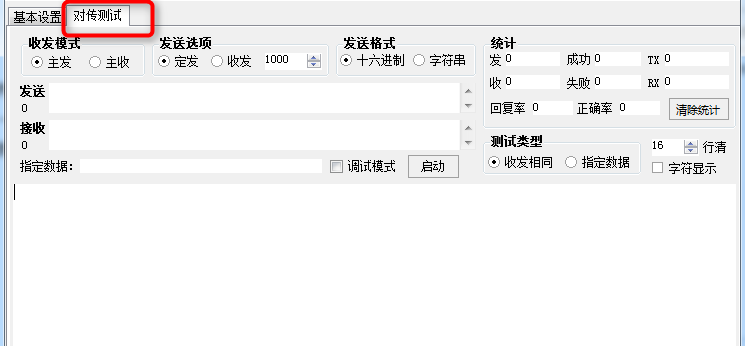 基本设置 对传测试
收发模式 发送选项 发送格式 统计
主发 主收 定发 收发 1000 十六进制 字符串 发 0 成功 0 TX 0
发送 收 0 失败 0 RX 0
0 回复率 0 正确率 0 清除统计
接收
0 测试类型 16 行清
指定数据: 调试模式 启动 收发相同 指定数据 字符显示